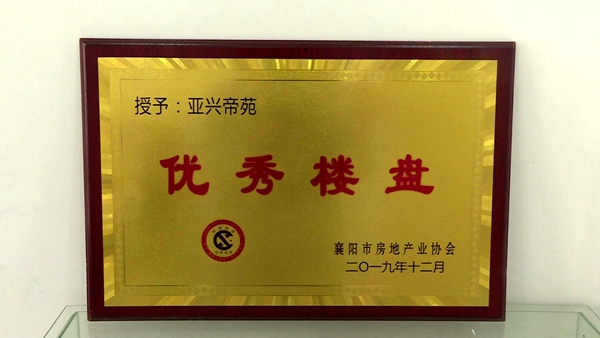 授予：亚兴帝苑
优秀楼盘
襄阳市房地产业协会
二〇一九年十二月